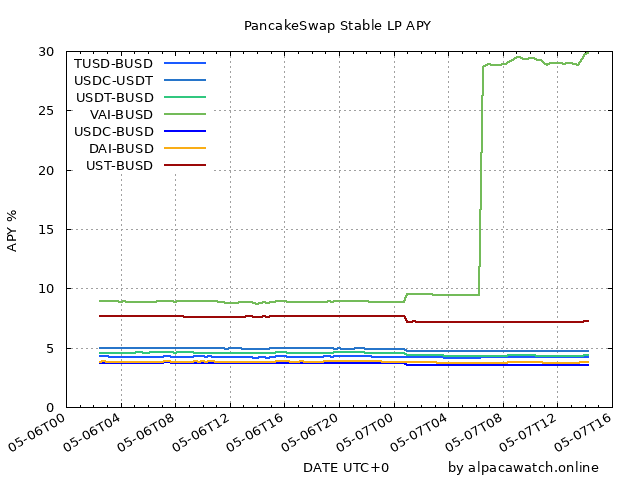 PancakeSwap Stable LP APY
30
25
20
15
10
5
0
APY %
TUSD-BUSD
USDC-USDT
USDT-BUSD
VAI-BUSD
USDC-BUSD
DAI-BUSD
UST-BUSD
05-06T00
05-06T04
05-06T08
05-06T12
05-06T16
05-06T20
05-07T00
05-07T04
05-07T08
05-07T12
05-07T16
DATE UTC+0
by alpacawatch.online